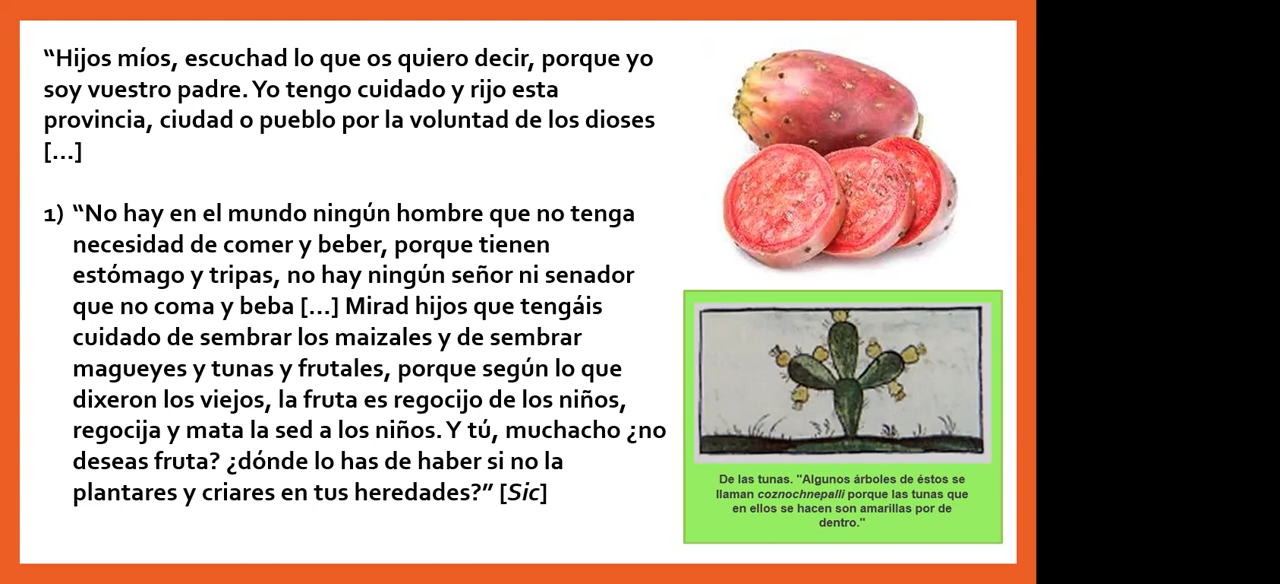 “Hijos míos, escuchad lo que os quiero decir, porque yo
soy vuestro padre. Yo tengo cuidado y rijo esta
provincia, ciudad o pueblo por la voluntad de los dioses
[…]
1) “No hay en el mundo ningún hombre que no tenga
necesidad de comer y beber, porque tienen
estómago y tripas, no hay ningún señor ni senador
que no coma y beba […] Mirad hijos que tengáis
cuidado de sembrar los maizales y de sembrar
magueyes y tunas y frutales, porque según lo que
dixeron los viejos, la fruta es regocijo de los niños,
regocija y mata la sed a los niños. Y tú, muchacho ¿no
deseas fruta? ¿dónde lo has de haber si no la
plantares y criares en tus heredades?” [Sic]
De las tunas. "Algunos árboles de éstos se
llaman coznochnepalli porque las tunas que
en ellos se hacen son amarillas por de
dentro."